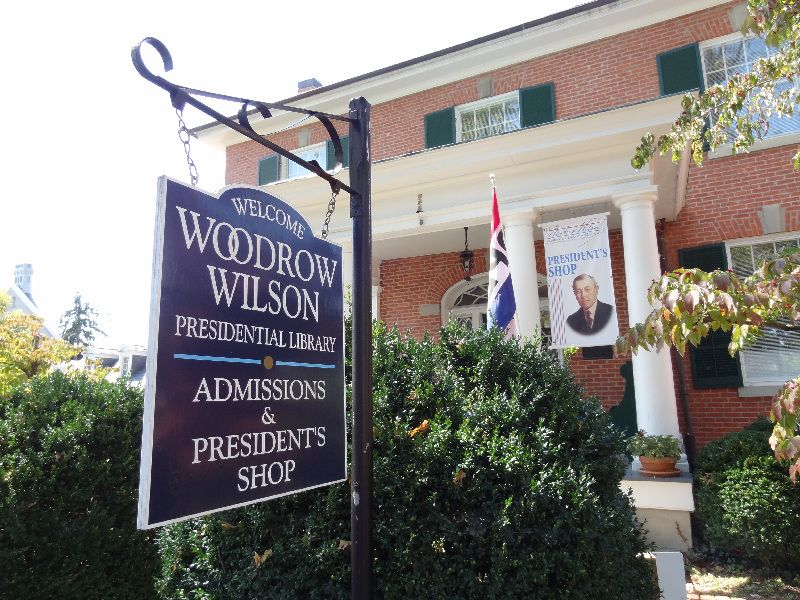 WELCOME
WOODROW
WILSON
PRESIDENTIAL LIBRARY
ADMISSIONS
&
PRESIDENT'S
SHOP
PRESIDENT'S
SHOP